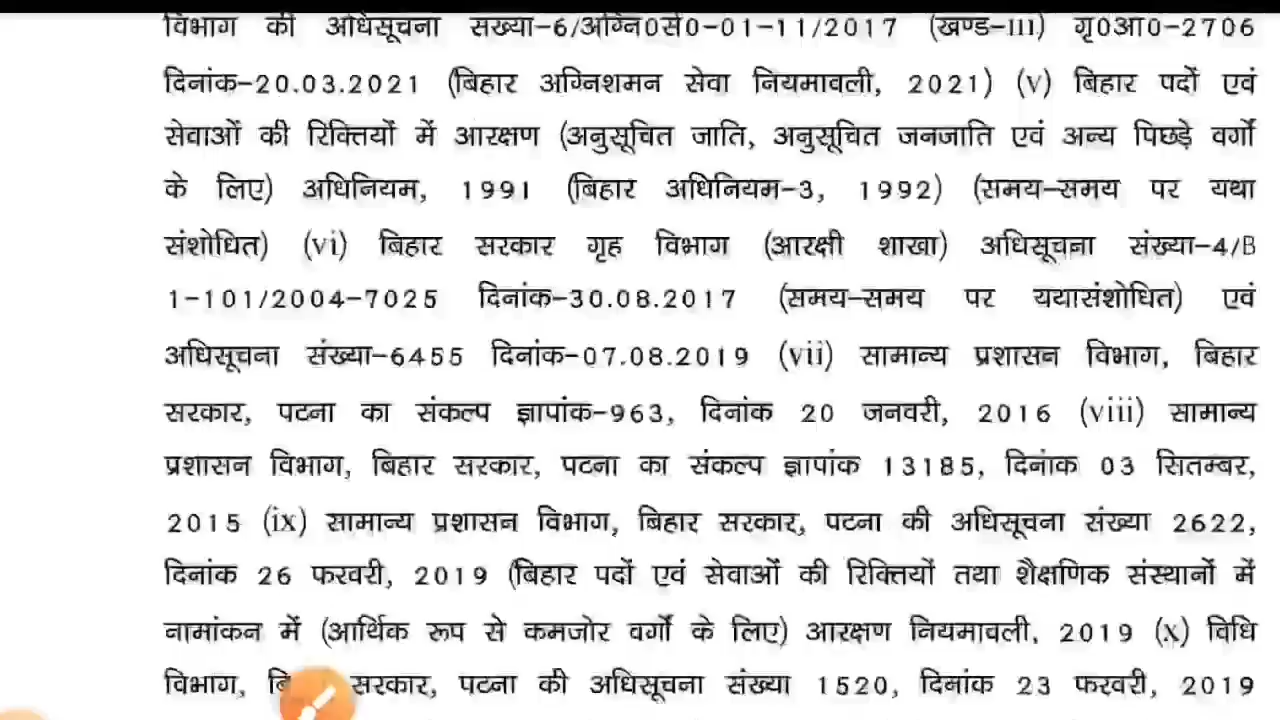 विभाग की अधिसूचना संख्या-6/अग्नि0से0-01-11/2017 (खण्ड-III) गृ0आ0-2706
दिनांक-20.03.2021 (बिहार अग्निशमन सेवा नियमावली, 2021) (v) बिहार पदों एवं
सेवाओं की रिक्तियों में आरक्षण (अनुसूचित जाति, अनुसूचित जनजाति एवं अन्य पिछड़े वर्गो
के लिए) अधिनियम, 1991 (बिहार अधिनियम-3, 1992) (समय-समय पर यथा
संशोधित) (vi) बिहार सरकार गृह विभाग (आरक्षी शाखा) अधिसूचना संख्या-4/B
1-101/2004-7025 दिनांक-30.08.2017 (समय-समय पर यथासंशोधित) एवं
अधिसूचना संख्या-6455 दिनांक-07.08.2019 (vii) सामान्य प्रशासन विभाग, बिहार
सरकार, पटना का संकल्प ज्ञापांक-963, दिनांक 20 जनवरी, 2016 (viii) सामान्य
प्रशासन विभाग, बिहार सरकार, पटना का संकल्प ज्ञापांक 13185, दिनांक 03 सितम्बर,
2015 (ix) सामान्य प्रशासन विभाग, बिहार सरकार, पटना की अधिसूचना संख्या 2622,
दिनांक 26 फरवरी, 2019 (बिहार पदों एवं सेवाओं की रिक्तियों तथा शैक्षणिक संस्थानों में
नामांकन में (आर्थिक रूप से कमजोर वर्गो के लिए) आरक्षण नियमावली, 2019 (x) विधि
विभाग, सरकार, पटना की अधिसूचना संख्या 1520, दिनांक 23 फरवरी, 2019